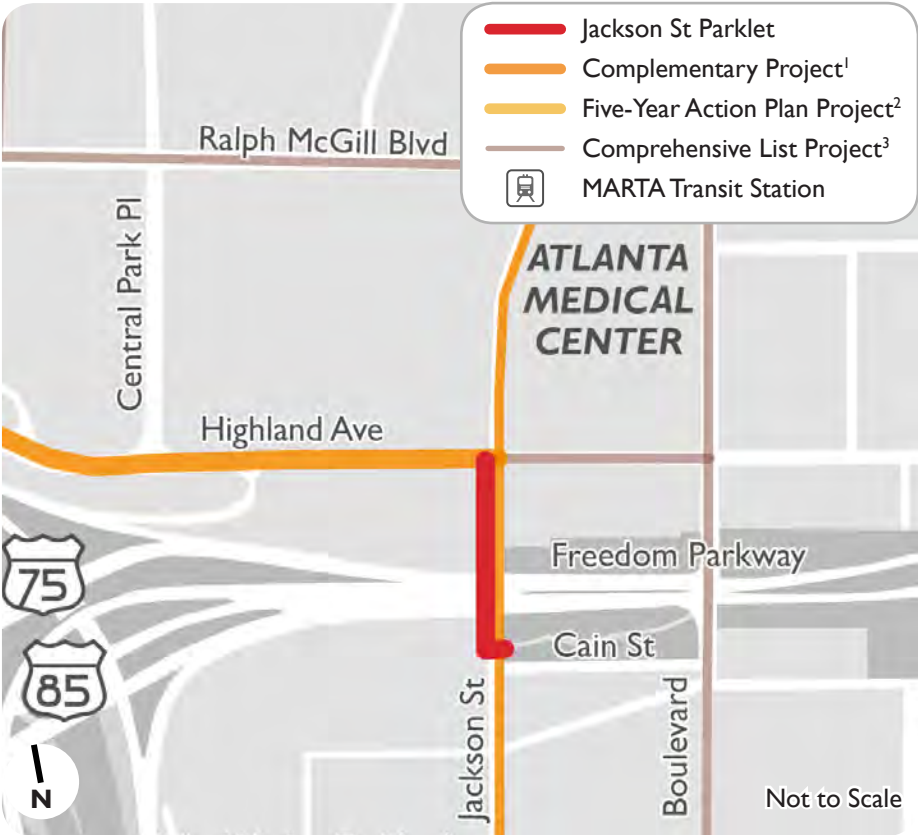 Jackson St Parklet
Complementary Project¹
Five-Year Action Plan Project²
Comprehensive List Project³
MARTA Transit Station
Ralph McGill Blvd
Central Park Pl
ATLANTA
MEDICAL
CENTER
Highland Ave
Freedom Parkway
75
Cain St
85
Jackson St
Boulevard
N
Not to Scale